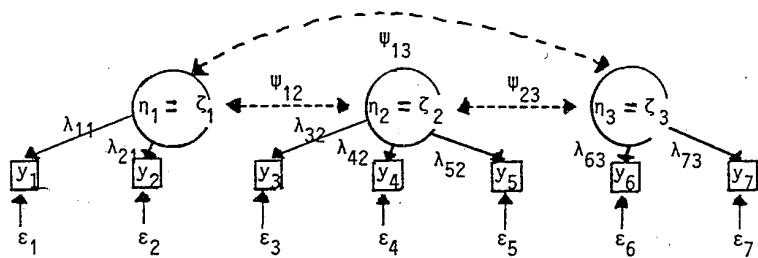 Ψ13
Ψ12 Ψ23
η1 = ζ1 η2 = ζ2 η3 = ζ3
λ11 λ21 λ32 λ42 λ52 λ63 λ73
y1 y2 y3 y4 y5 y6 y7
ε1 ε2 ε3 ε4 ε5 ε6 ε7